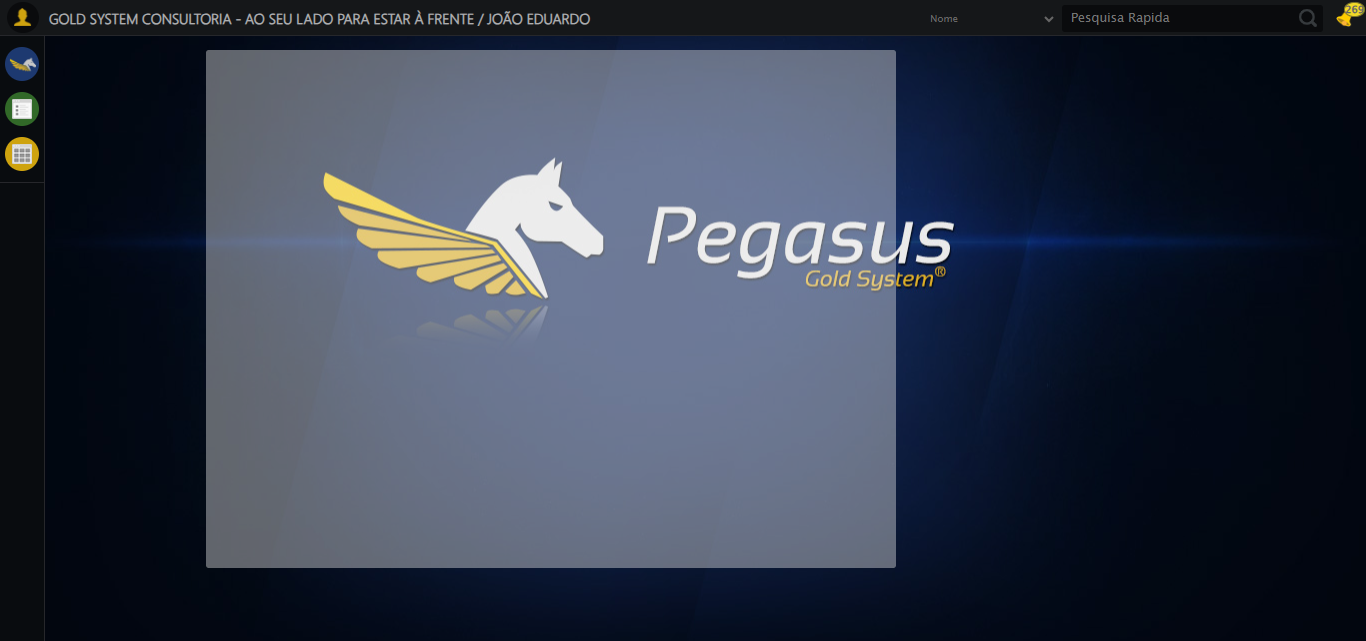 GOLD SYSTEM CONSULTORIA - AO SEU LADO PARA ESTAR À FRENTE / JOÃO EDUARDO
Nome
Pesquisa Rapida
269
Pegasus
Gold System®